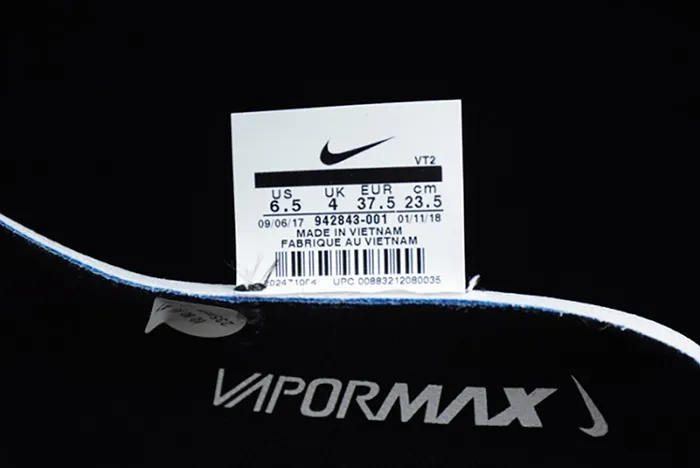 VT2
US UK EUR cm
6.5 4 37.5 23.5
09/06/17 942843-001 01/11/18
MADE IN VIETNAM
FABRIQUE AU VIETNAM
UPC 00883212080035
VAPORMAX